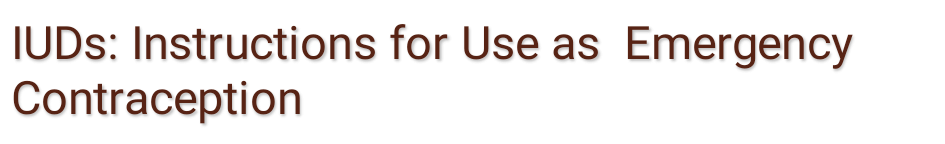 IUDs: Instructions for Use as  Emergency
Contraception